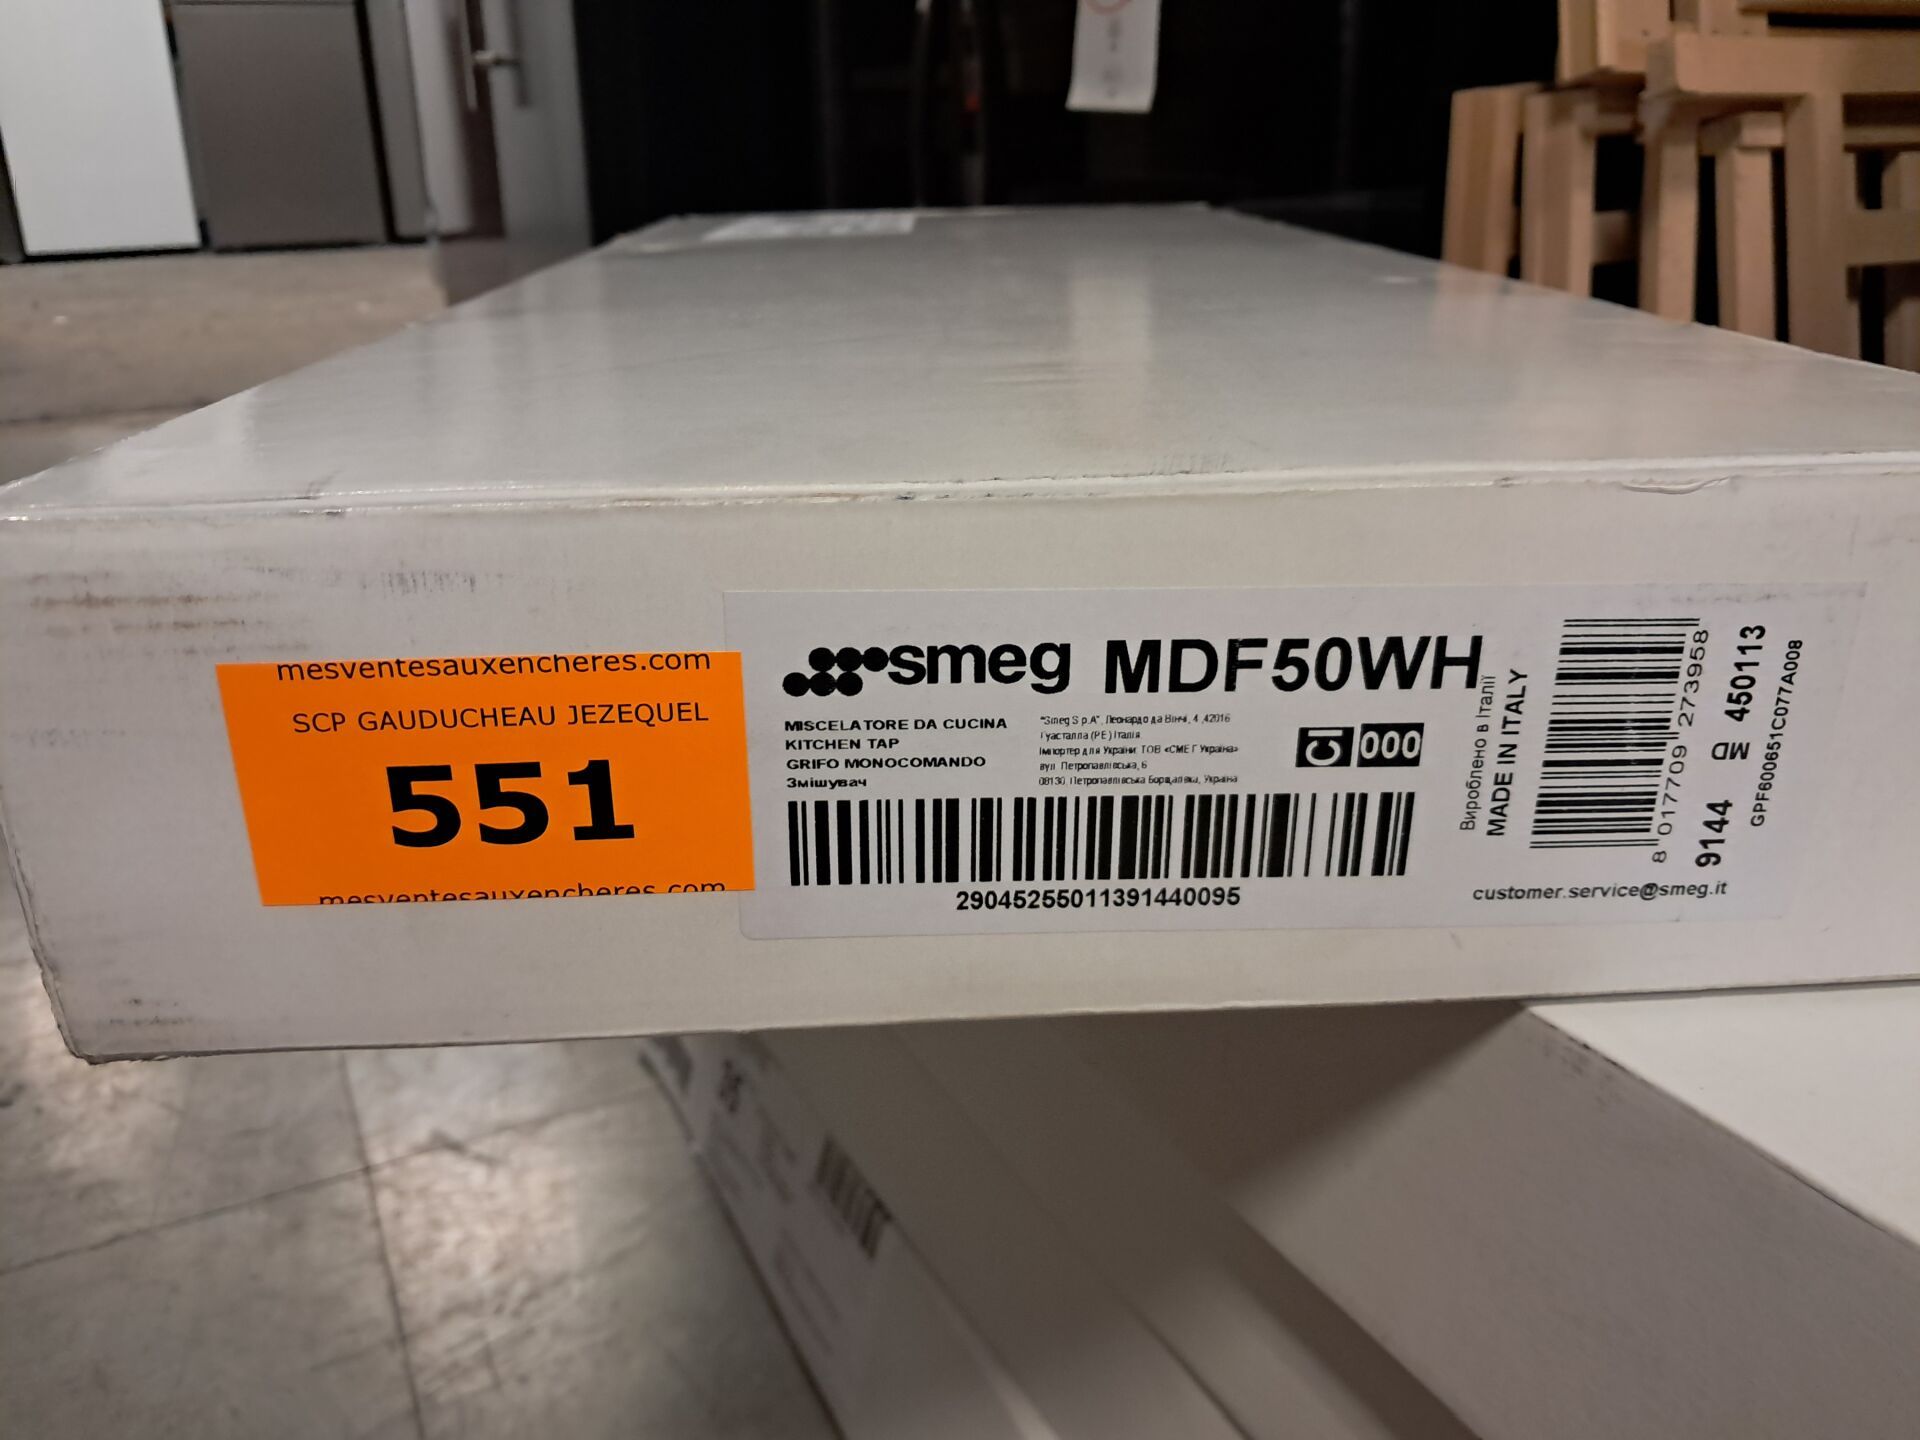 mesventesauxencheres.com
SCP GAUDUCHEAU JEZEQUEL
551
mesventesauxencheres.com
smeg MDF50WH
MISCELATORE DA CUCINA
KITCHEN TAP
GRIFO MONOCOMANDO
Змішувач
"Smeg S.p.A", Леонардо да Вінчі, 4, 42016
Гуасталла (РЕ) Італія
Імпортер для України: ТОВ «СМЕГ Україна»
вул. Петропавлівська, 6
08130, Петропавлівська Борщагівка, Україна
CI 000
29045255011391440095
Вироблено в Італії
MADE IN ITALY
8 017709 273958
9144 MD 450113
GPF600651C077A008
customer.service@smeg.it